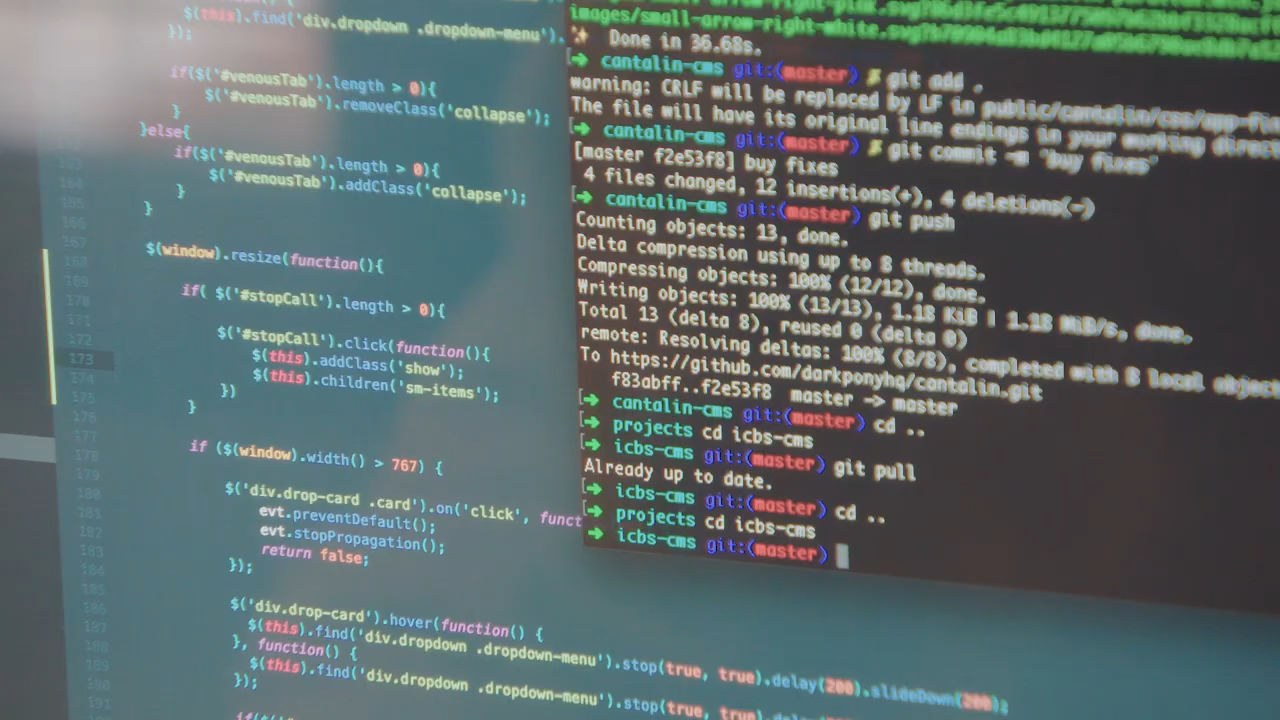 $(this).find('div.dropdown .dropdown-menu').
});
if($('#venousTab').length > 0){
$('#venousTab').removeClass('collapse');
}
}else{
if($('#venousTab').length > 0){
$('#venousTab').addClass('collapse');
}
}
$(window).resize(function(){
if( $('#stopCall').length > 0){
$('#stopCall').click(function(){
$(this).addClass('show');
$(this).children('sm-items');
})
}
if ($(window).width() > 767) {
$('div.drop-card .card').on('click', funct
evt.preventDefault();
evt.stopPropagation();
return false;
});
$('div.drop-card').hover(function() {
$(this).find('div.dropdown .dropdown-menu').stop(true, true).delay(200).slideDown(200);
}, function() {
$(this).find('div.dropdown .dropdown-menu').stop(true, true)
});
images/small-arrow-right-white.svg
✨ Done in 36.68s.
[➜ cantalin-cms git:(master) ✗ git add .
warning: CRLF will be replaced by LF in public/cantalin/css/app-
The file will have its original line endings in your working direct
[➜ cantalin-cms git:(master) ✗ git commit -m 'buy fixes'
[master f2e53f8] buy fixes
4 files changed, 12 insertions(+), 4 deletions(-)
[➜ cantalin-cms git:(master) git push
Counting objects: 13, done.
Delta compression using up to 8 threads.
Compressing objects: 100% (12/12), done.
Writing objects: 100% (13/13), 1.18 KiB | 1.18 MiB/s, done.
Total 13 (delta 8), reused 0 (delta 0)
remote: Resolving deltas: 100% (8/8), completed with 8 local object
To https://github.com/darkponyhq/cantalin.git
f83abff..f2e53f8 master -> master
[➜ cantalin-cms git:(master) cd ..
[➜ projects cd icbs-cms
[➜ icbs-cms git:(master) git pull
Already up to date.
[➜ icbs-cms git:(master) cd ..
[➜ projects cd icbs-cms
➜ icbs-cms git:(master)